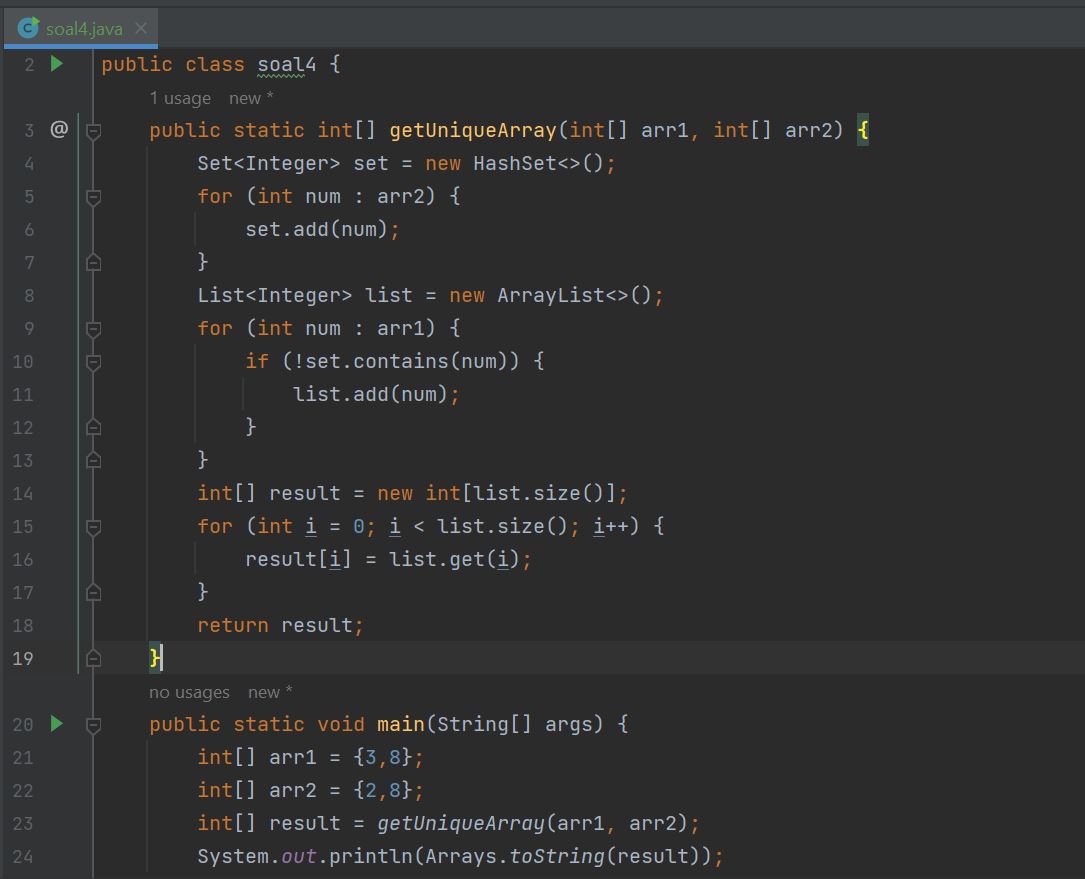 soal4.java
2 public class soal4 {
1 usage new *
3 @ public static int[] getUniqueArray(int[] arr1, int[] arr2) {
4 Set<Integer> set = new HashSet<>();
5 for (int num : arr2) {
6 set.add(num);
7 }
8 List<Integer> list = new ArrayList<>();
9 for (int num : arr1) {
10 if (!set.contains(num)) {
11 list.add(num);
12 }
13 }
14 int[] result = new int[list.size()];
15 for (int i = 0; i < list.size(); i++) {
16 result[i] = list.get(i);
17 }
18 return result;
19 }
no usages new *
20 public static void main(String[] args) {
21 int[] arr1 = {3,8};
22 int[] arr2 = {2,8};
23 int[] result = getUniqueArray(arr1, arr2);
24 System.out.println(Arrays.toString(result));